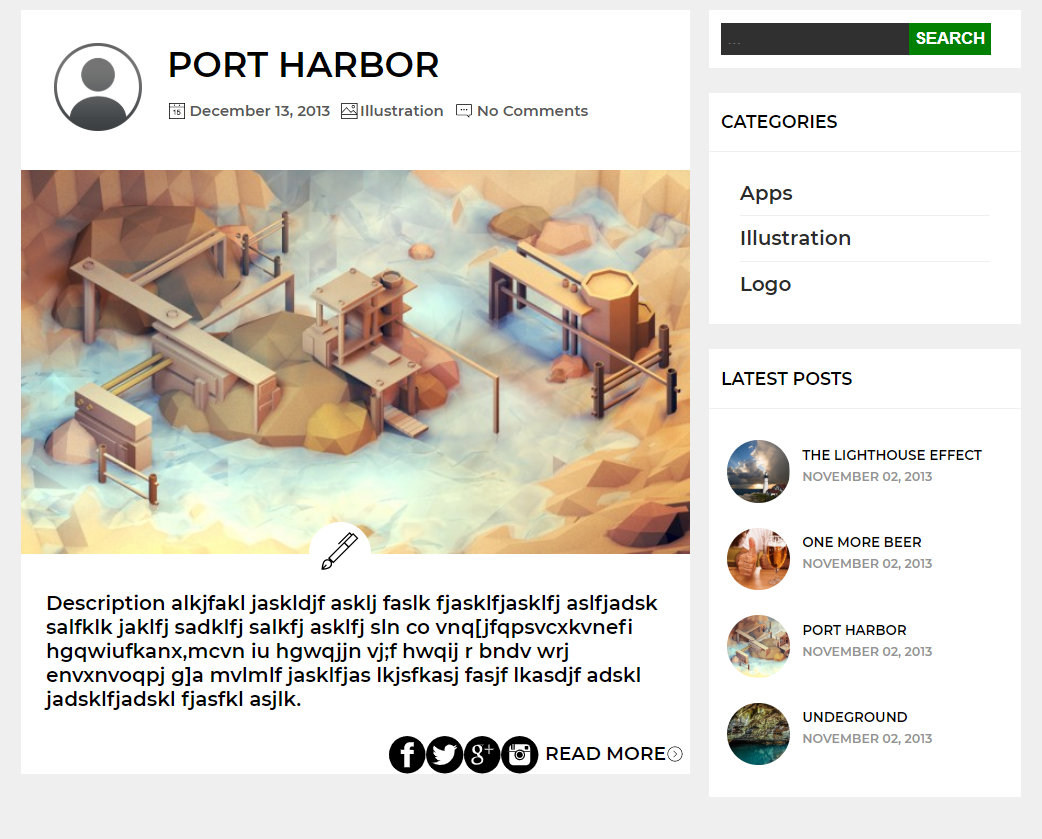 PORT HARBOR
December 13, 2013 Illustration No Comments
Description alkjfakl jaskldjf asklj faslk fjasklfjasklfj aslfjadsk
salfklk jaklfj sadklfj salkfj asklfj sln co vnq[jfqpsvcxkvnefi
hgqwiufkanx,mcvn iu hgwqjjn vj;f hwqij r bndv wrj
envxnvoqpj g]a mvlmlf jasklfjas lkjsfkasj fasjf lkasdjf adskl
jadsklfjadskl fjasfkl asjlk.
READ MORE
... SEARCH
CATEGORIES
Apps
Illustration
Logo
LATEST POSTS
THE LIGHTHOUSE EFFECT
NOVEMBER 02, 2013
ONE MORE BEER
NOVEMBER 02, 2013
PORT HARBOR
NOVEMBER 02, 2013
UNDEGROUND
NOVEMBER 02, 2013